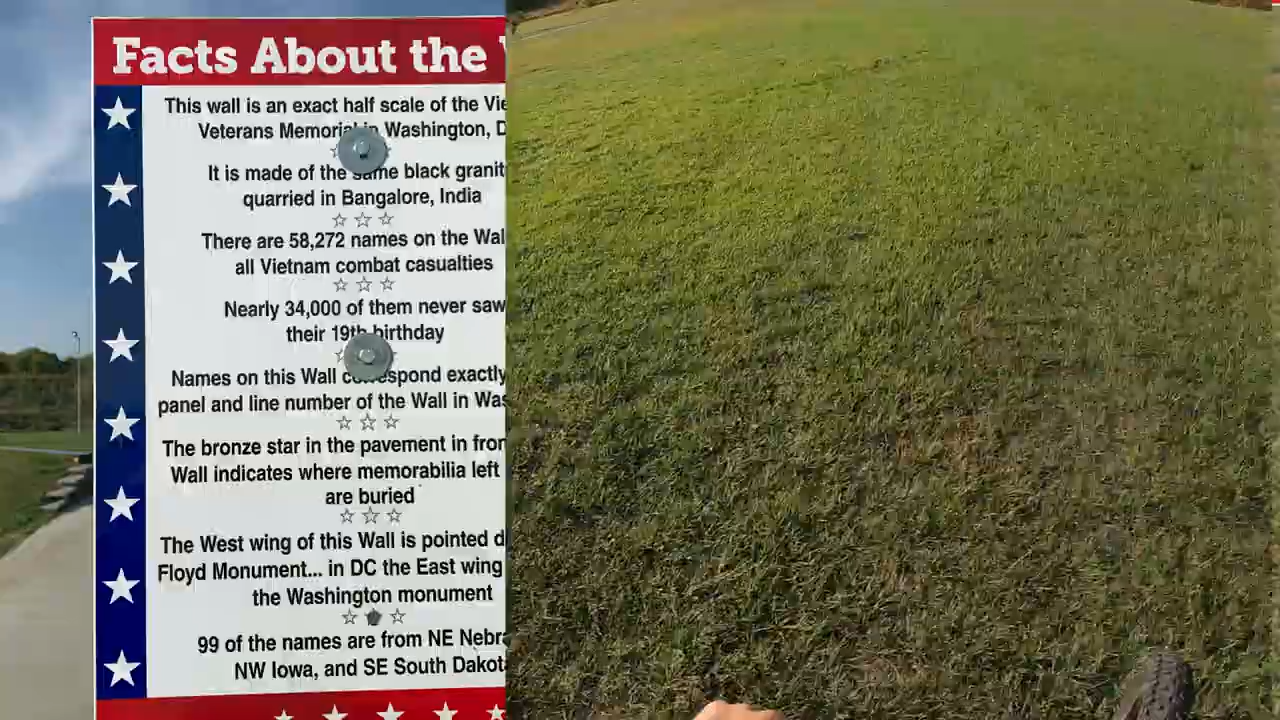 Facts About the
This wall is an exact half scale of the Vie
Veterans Memorial in Washington, D
It is made of the same black granit
quarried in Bangalore, India
There are 58,272 names on the Wal
all Vietnam combat casualties
Nearly 34,000 of them never saw
their 19th birthday
Names on this Wall correspond exactly
panel and line number of the Wall in Was
The bronze star in the pavement in fron
Wall indicates where memorabilia left
are buried
The West wing of this Wall is pointed d
Floyd Monument... in DC the East wing
the Washington monument
99 of the names are from NE Nebra
NW Iowa, and SE South Dakota